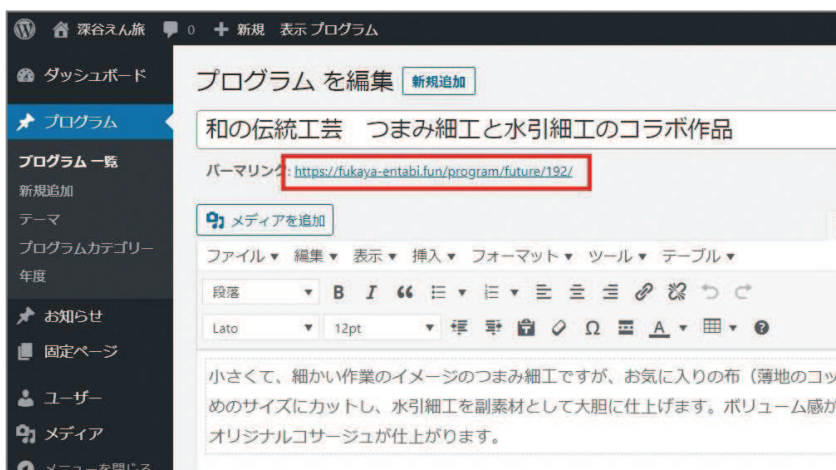 深谷えん旅 0 新規 表示 プログラム
ダッシュボード
プログラム
プログラム 一覧
新規追加
テーマ
プログラムカテゴリー
年度
お知らせ
固定ページ
ユーザー
メディア
メニューを閉じる
プログラム を編集 新規追加
和の伝統工芸 つまみ細工と水引細工のコラボ作品
パーマリンク: https://fukaya-entabi.fun/program/future/192/
メディアを追加
ファイル 編集 表示 挿入 フォーマット ツール テーブル
段落 B I
Lato 12pt Ω A
小さくて、細かい作業のイメージのつまみ細工ですが、お気に入りの布（薄地のコッ
めのサイズにカットし、水引細工を副素材として大胆に仕上げます。ボリューム感が
オリジナルコサージュが仕上がります。